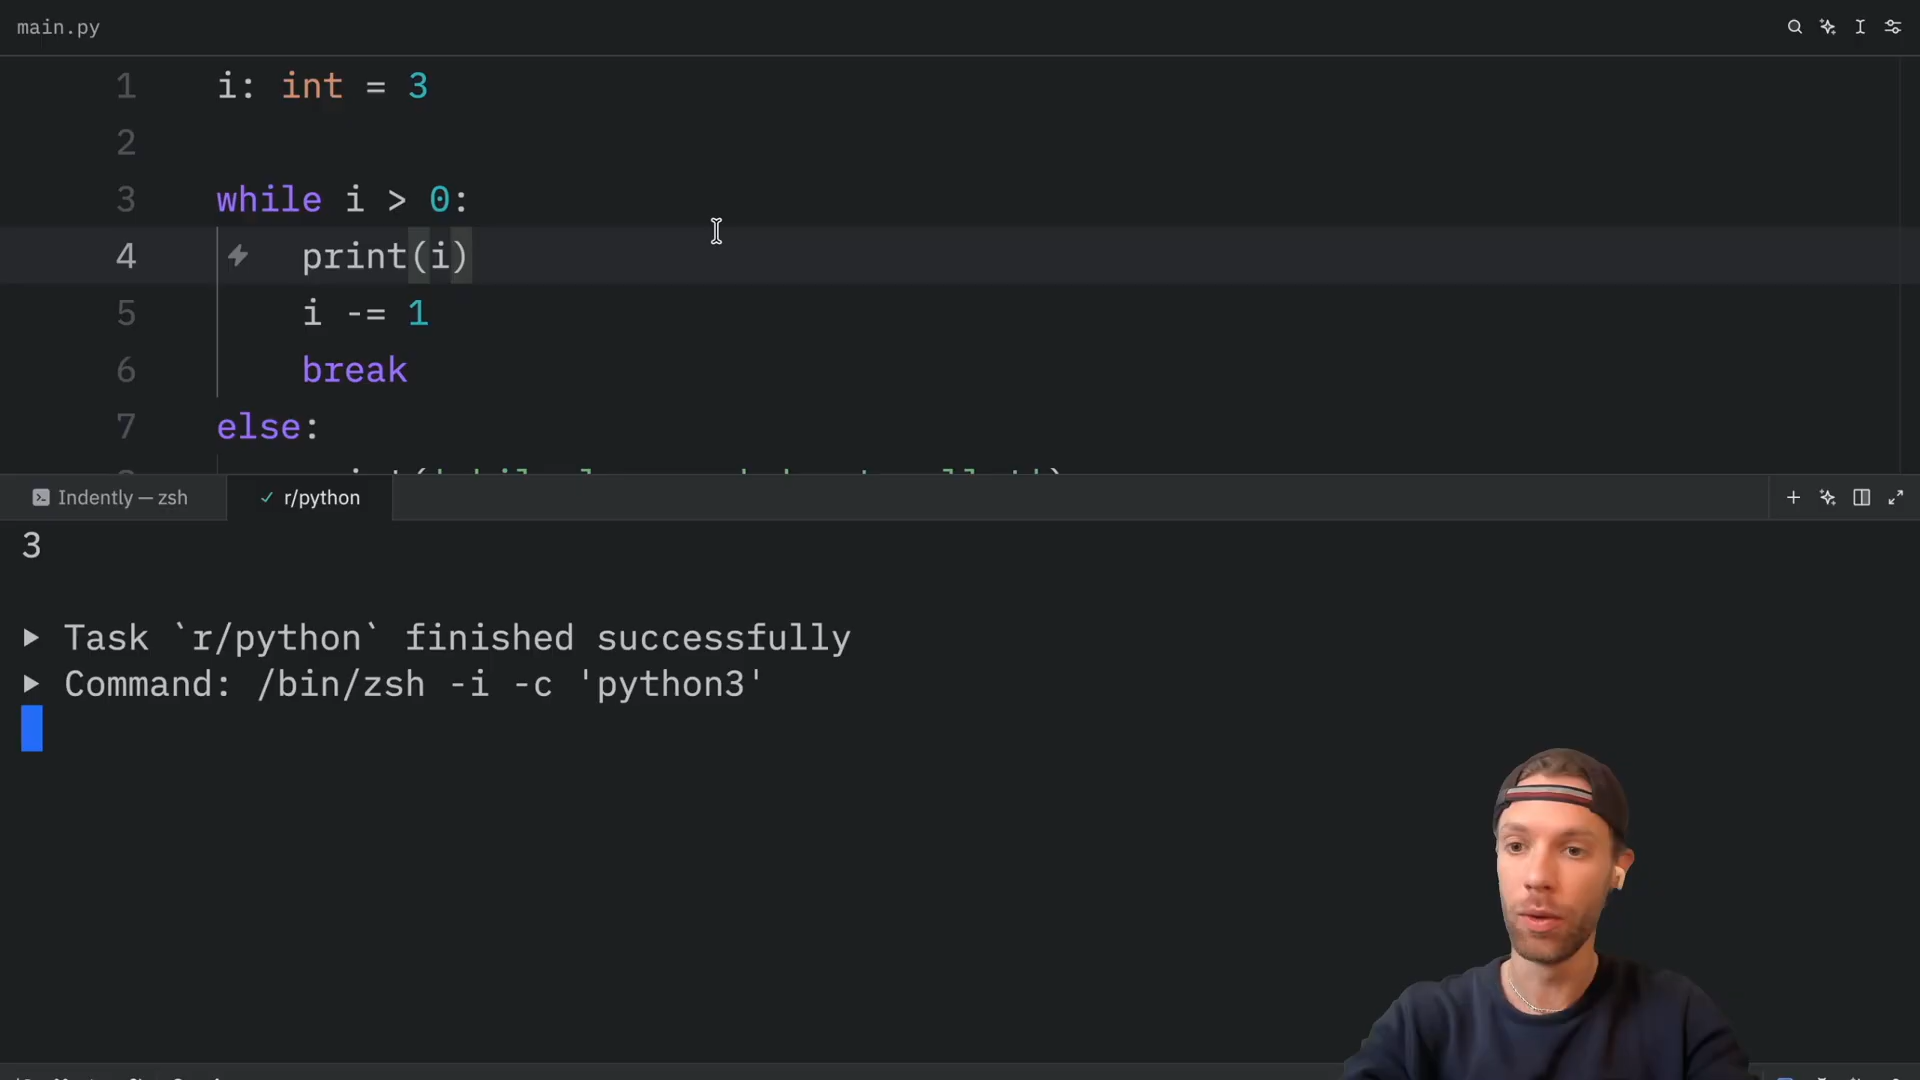 main.py
1 i: int = 3
2
3 while i > 0:
4 print(i)
5 i -= 1
6 break
7 else:
Indently — zsh
✓ r/python
3
Task `r/python` finished successfully
Command: /bin/zsh -i -c 'python3'